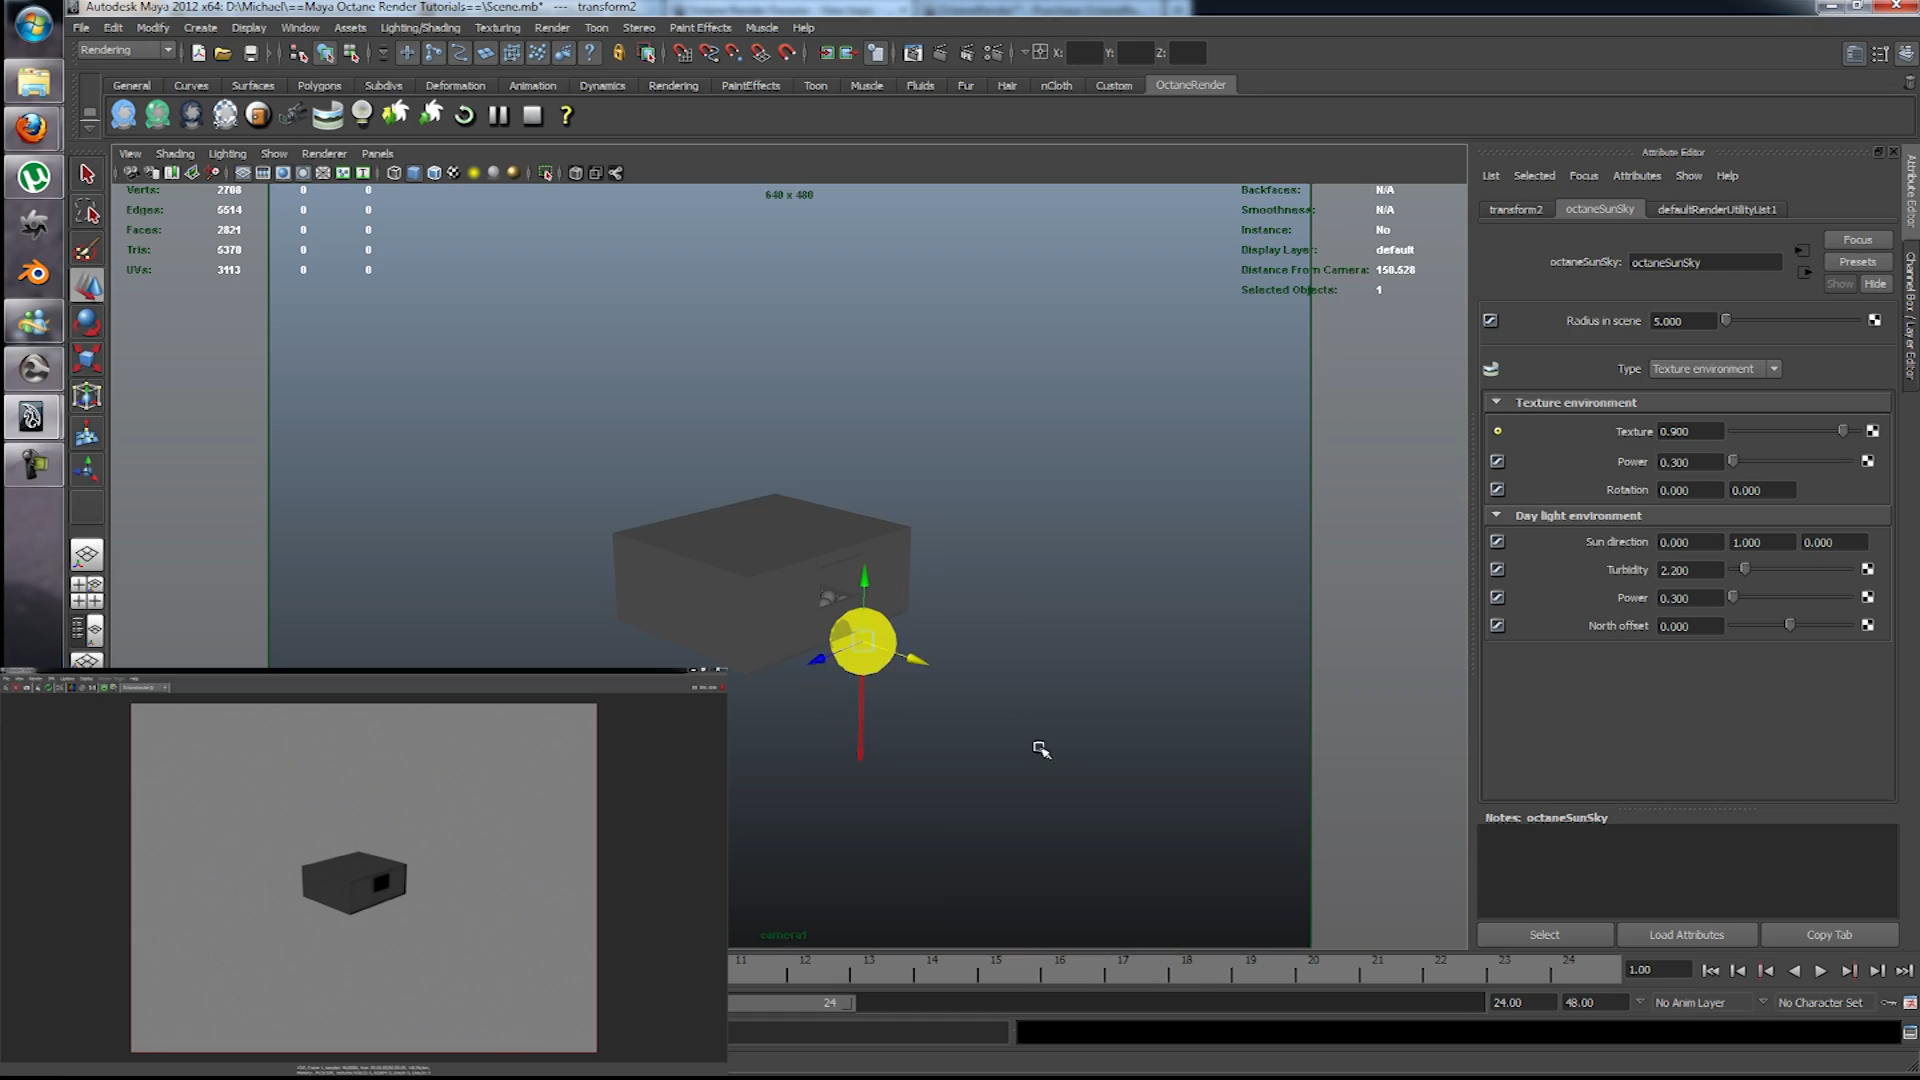 Autodesk Maya 2012 x64: D:\Michael\==Maya Octane Render Tutorials==\Scene.mb* --- transform2
File Edit Modify Create Display Window Assets Lighting/Shading Texturing Render Toon Stereo Paint Effects Muscle Help
Rendering X: Y: Z:
General Curves Surfaces Polygons Subdivs Deformation Animation Dynamics Rendering PaintEffects Toon Muscle Fluids Fur Hair nCloth Custom OctaneRender
View Shading Lighting Show Renderer Panels
Verts: 2708 0 0
Edges: 5514 0 0
Faces: 2821 0 0
Tris: 5370 0 0
UVs: 3113 0 0
640 x 480
Backfaces: N/A
Smoothness: N/A
Instance: No
Display Layer: default
Distance From Camera: 150.520
Selected Objects: 1
camera1
Attribute Editor
List Selected Focus Attributes Show Help
transform2 octaneSunSky defaultRenderUtilityList1
octaneSunSky: octaneSunSky
Focus
Presets
Show Hide
Radius in scene 5.000
Type Texture environment
Texture environment
Texture 0.900
Power 0.300
Rotation 0.000 0.000
Day light environment
Sun direction 0.000 1.000 0.000
Turbidity 2.200
Power 0.300
North offset 0.000
Notes: octaneSunSky
Select Load Attributes Copy Tab
Attribute Editor
Channel Box / Layer Editor
11 12 13 14 15 16 17 18 19 20 21 22 23 24 1.00
24 24.00 48.00 No Anim Layer No Character Set